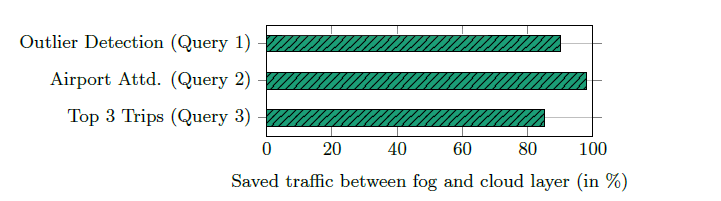 Outlier Detection (Query 1)
Airport Attd. (Query 2)
Top 3 Trips (Query 3)
0 20 40 60 80 100
Saved traffic between fog and cloud layer (in %)